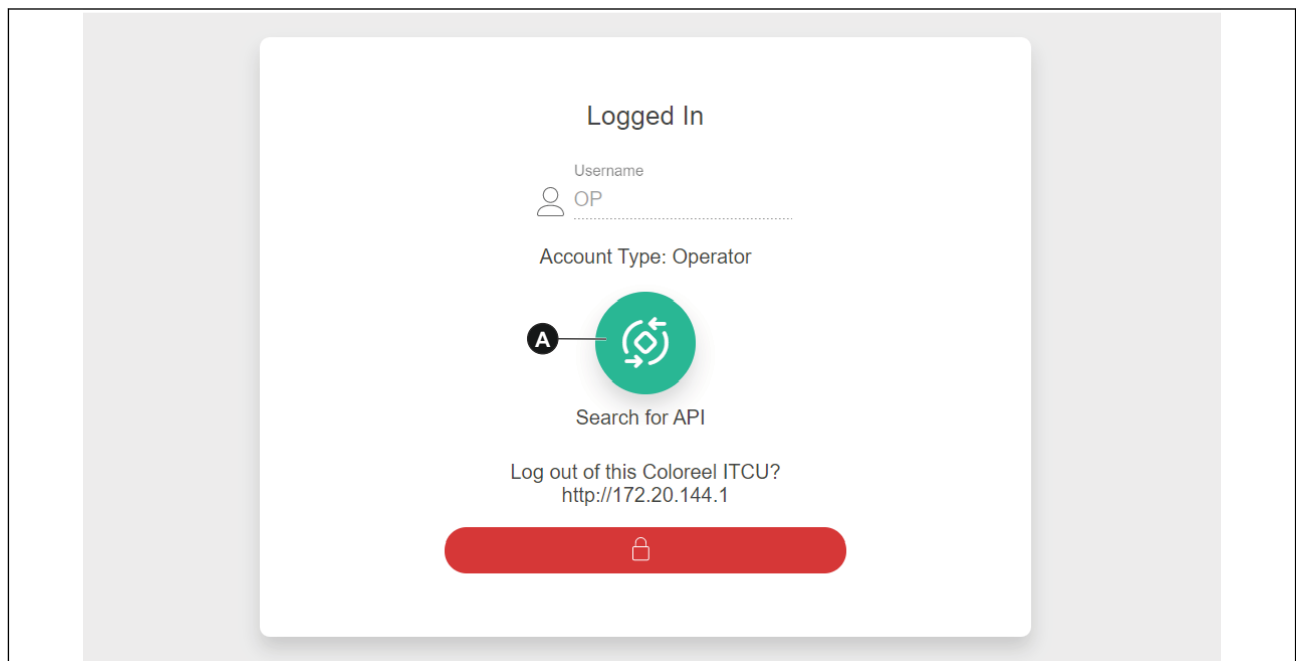 Logged In
Username
OP
Account Type: Operator
A
Search for API
Log out of this Coloreel ITCU?
http://172.20.144.1